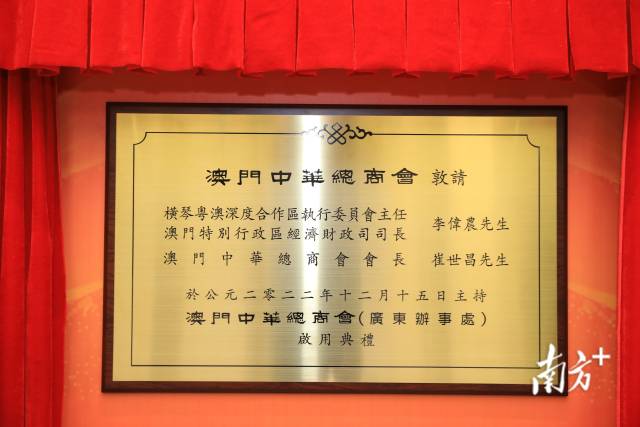 澳門中華總商會 敦請
橫琴粵澳深度合作區執行委員會主任
澳門特別行政區經濟財政司司長
李偉農先生
澳門中華總商會會長 崔世昌先生
於公元二零二二年十二月十五日主持
澳門中華總商會(廣東辦事處)
啟用典禮
南方+